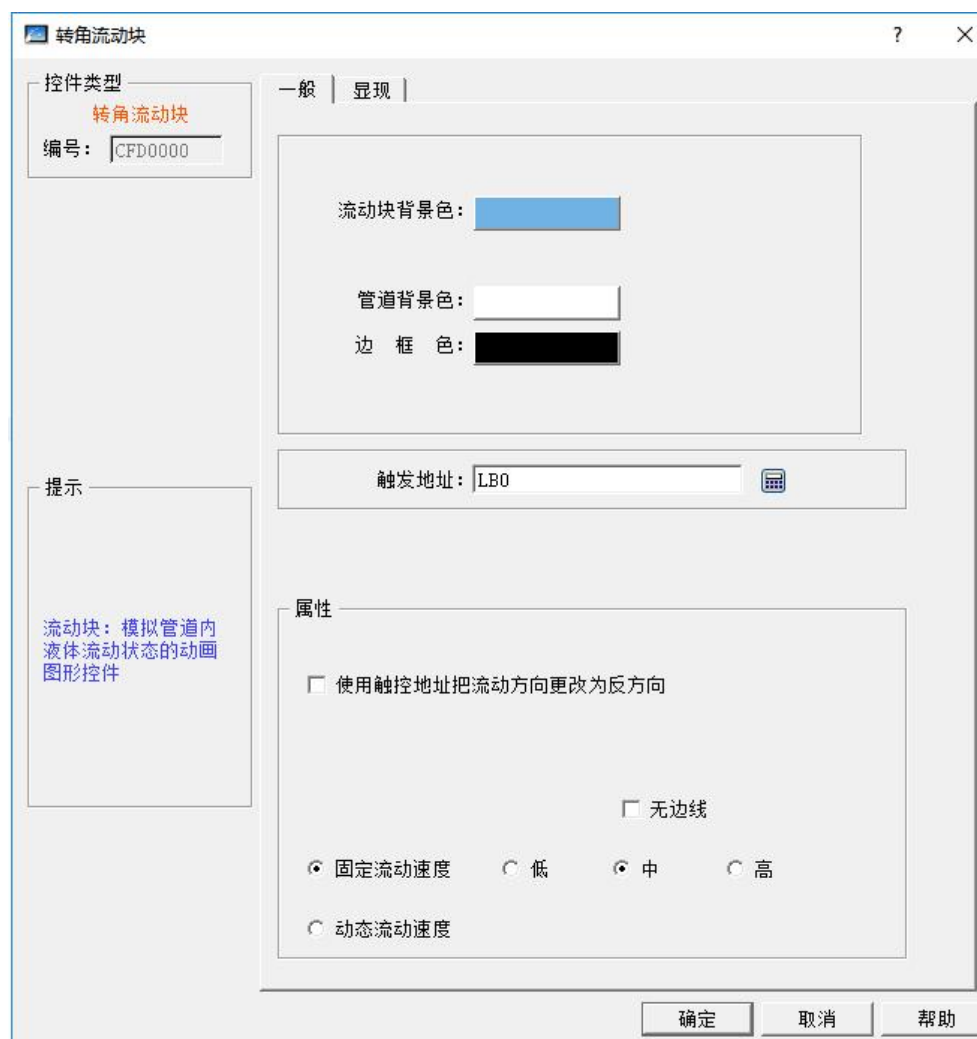 转角流动块
?
控件类型
转角流动块
编号： CFD0000
一般 显现
流动块背景色：
管道背景色：
边 框 色：
触发地址： LB0
提示
流动块：模拟管道内
液体流动状态的动画
图形控件
属性
使用触控地址把流动方向更改为反方向
无边线
固定流动速度 低 中 高
动态流动速度
确定 取消 帮助